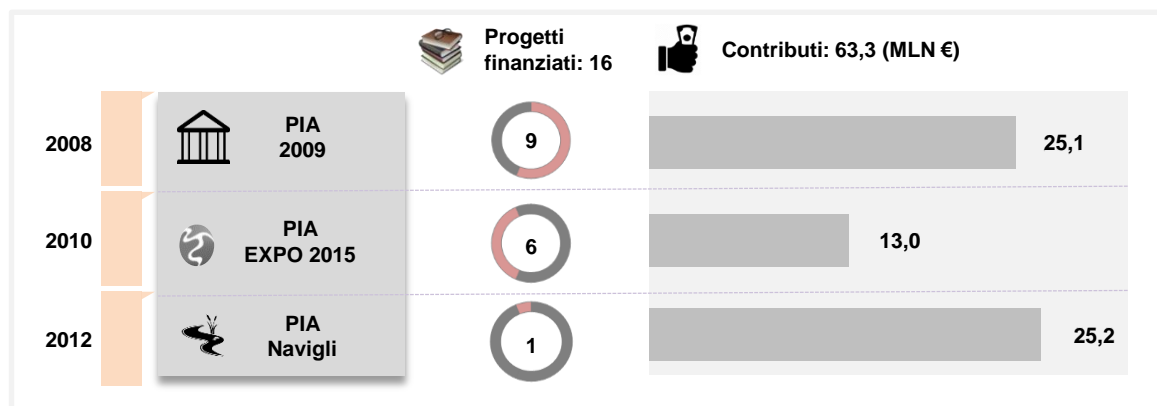 Progetti
finanziati: 16
Contributi: 63,3 (MLN €)
2008
PIA
2009
9
25,1
2010
PIA
EXPO 2015
6
13,0
2012
PIA
Navigli
1
25,2